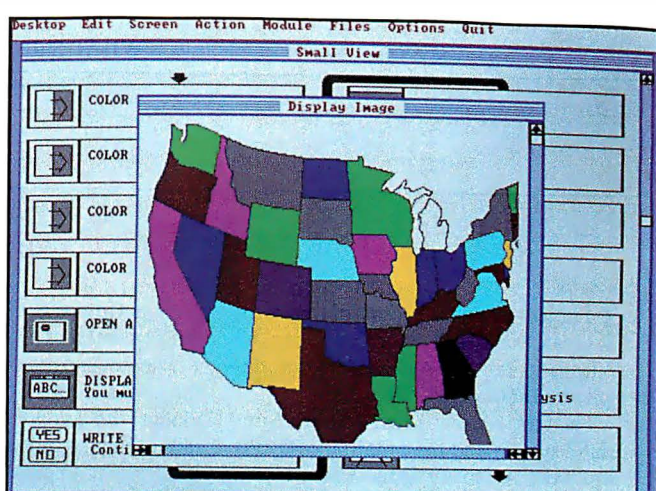 Desktop Edit Screen Action Module Files Options Quit
Small View
COLOR
Display Image
COLOR
COLOR
COLOR
OPEN A
ABC... DISPLA
You mu
ysis
YES
NO
WRITE
Conti